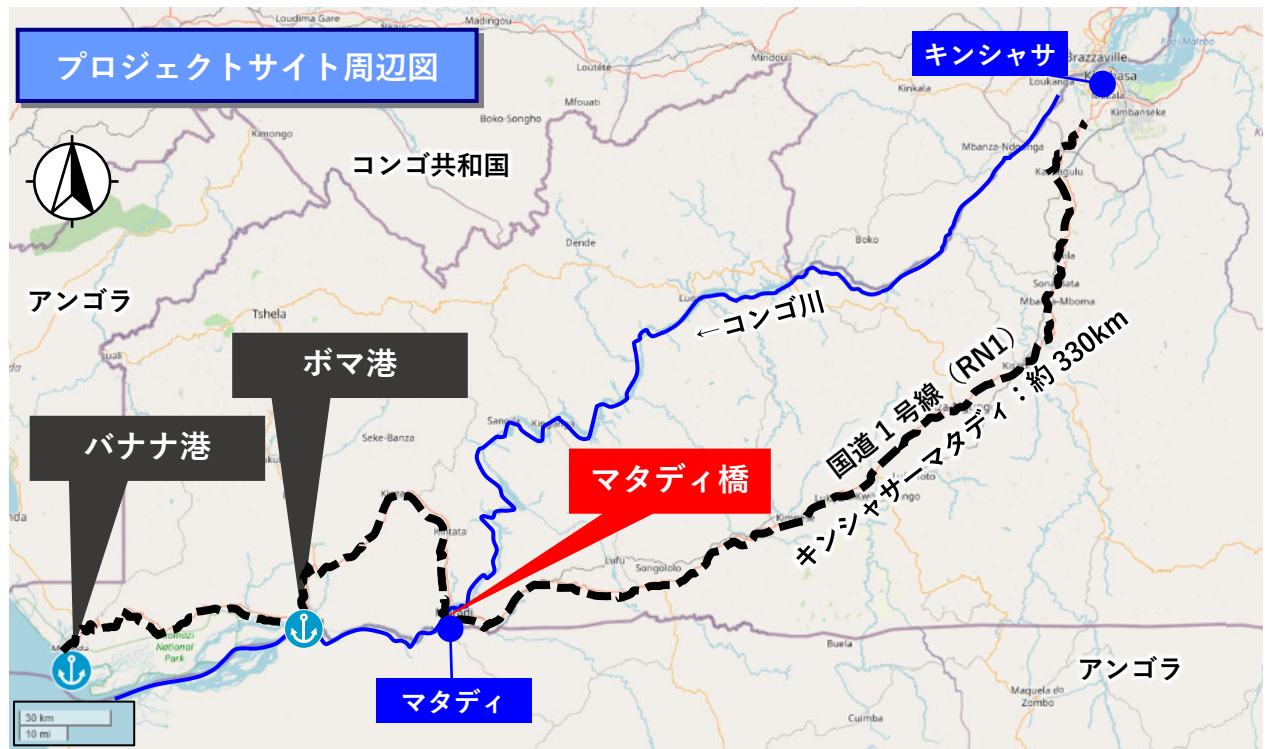 Loudima Gare
Madingou
プロジェクトサイト周辺図
キンシャサ
Brazzaville
Pool Malebo
Mindouli
Loutété
Loukanga
Kinkala
Mfouati
Kimbanseke
Boko-Songho
Kimongo
コンゴ共和国
Dende
Boko
アンゴラ
Tshela
←コンゴ川
ボマ港
国道1号線（RN1）
キンシャサーマタディ：約 330km
バナナ港
Seke-Banza
マタディ橋
Lufu
Songololo
National
Park
Buela
アンゴラ
マタディ
Maquela do
Zombo
Cuimba
30 km
10 mi